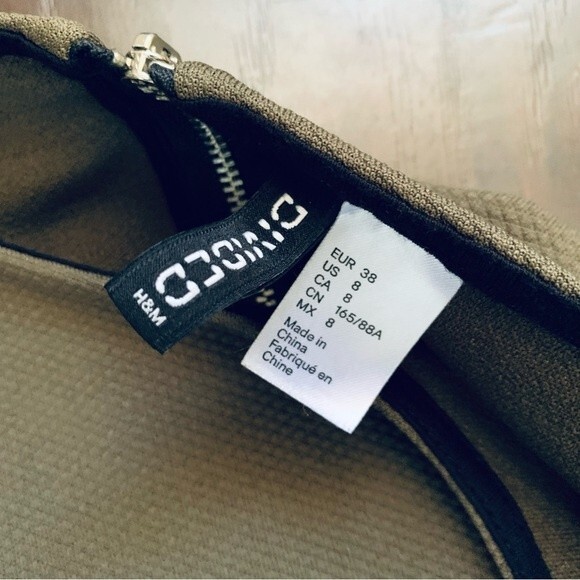 DIVIDED
H&M
EUR 38
US 8
CA 8
CN 165/88A
MX 8
Made in
China
Fabriqué en
Chine